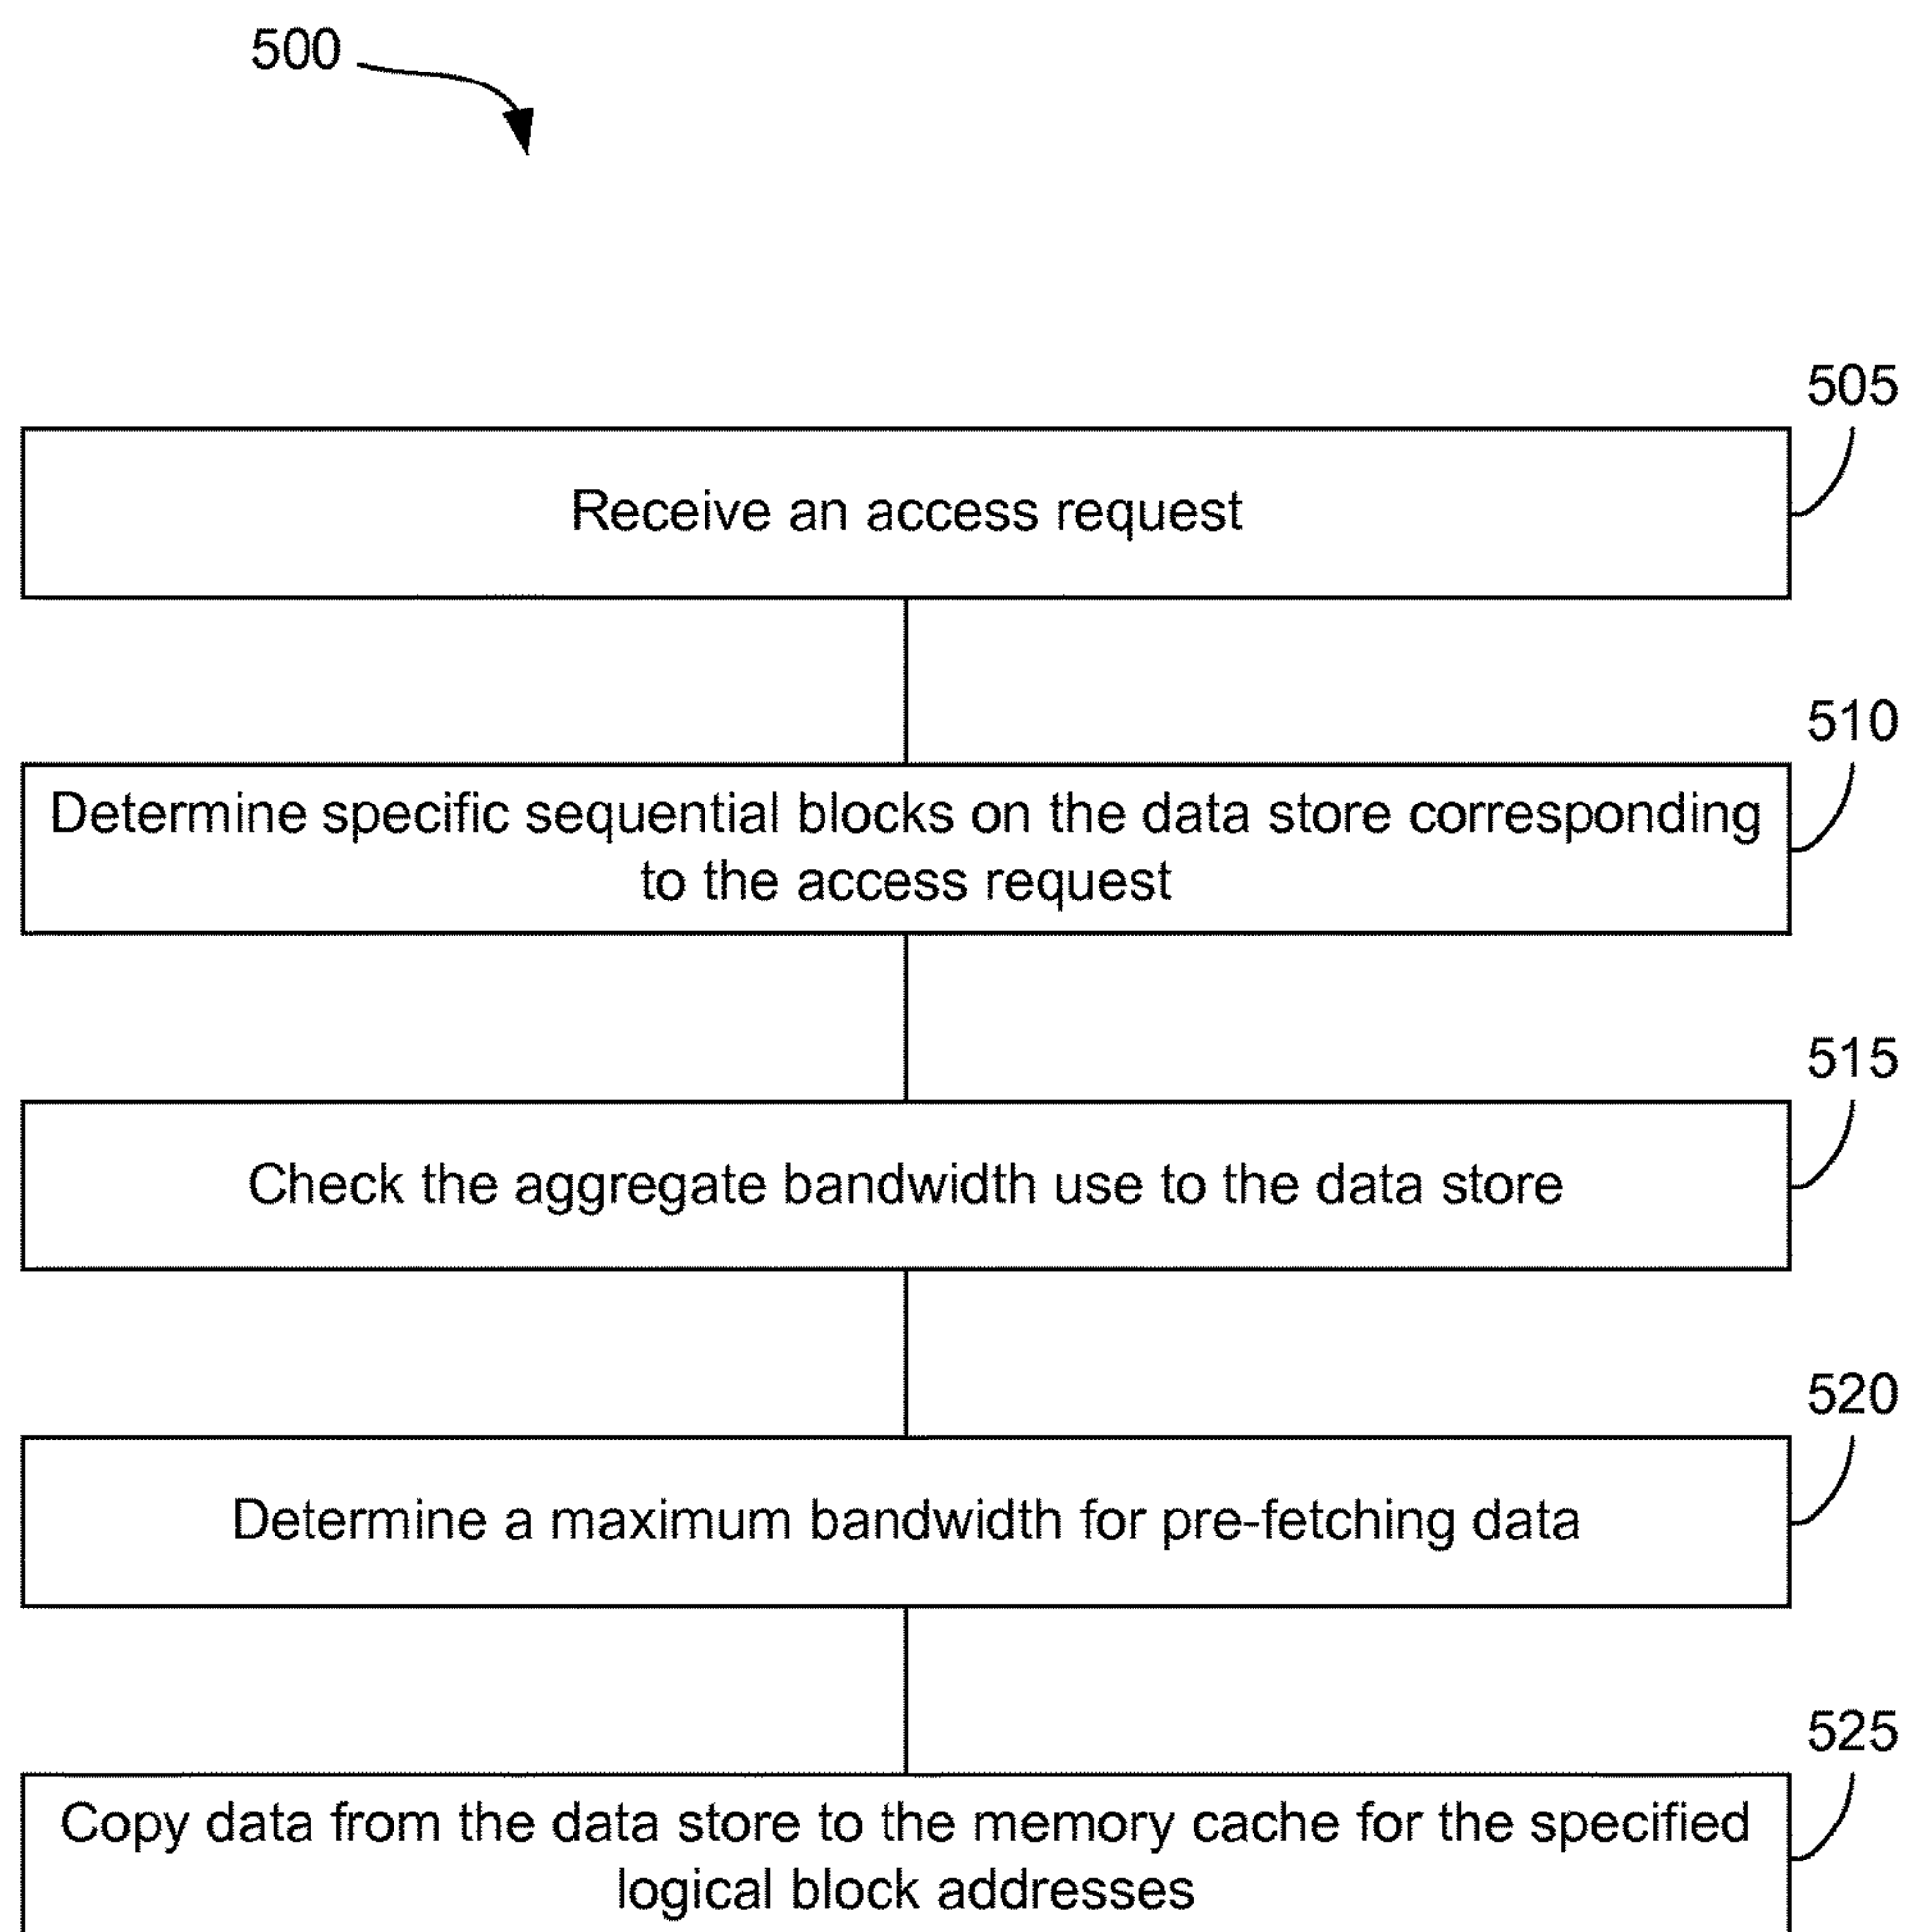 500
505
Receive an access request
510
Determine specific sequential blocks on the data store corresponding
to the access request
515
Check the aggregate bandwidth use to the data store
520
Determine a maximum bandwidth for pre-fetching data
525
Copy data from the data store to the memory cache for the specified
logical block addresses